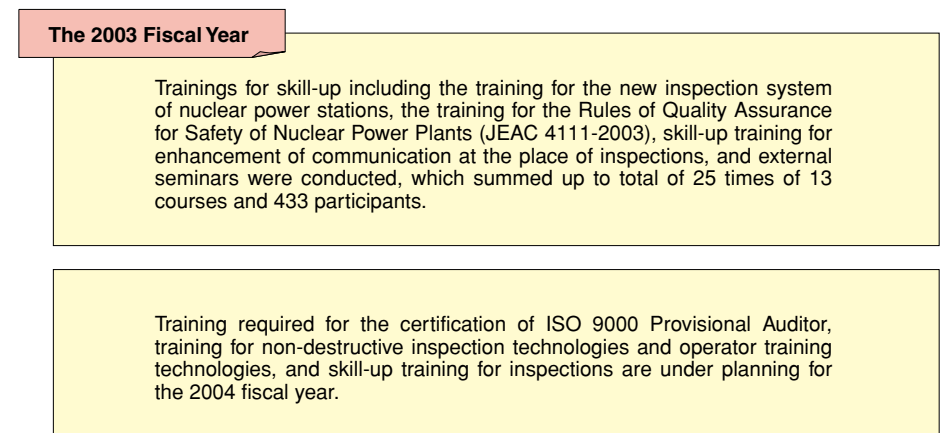 The 2003 Fiscal Year
Trainings for skill-up including the training for the new inspection system
of nuclear power stations, the training for the Rules of Quality Assurance
for Safety of Nuclear Power Plants (JEAC 4111-2003), skill-up training for
enhancement of communication at the place of inspections, and external
seminars were conducted, which summed up to total of 25 times of 13
courses and 433 participants.
Training required for the certification of ISO 9000 Provisional Auditor,
training for non-destructive inspection technologies and operator training
technologies, and skill-up training for inspections are under planning for
the 2004 fiscal year.